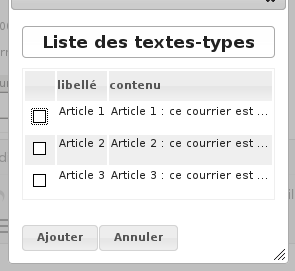 Liste des textes-types
libellé contenu
Article 1 Article 1 : ce courrier est ...
Article 2 Article 2 : ce courrier est ...
Article 3 Article 3 : ce courrier est ...
Ajouter Annuler